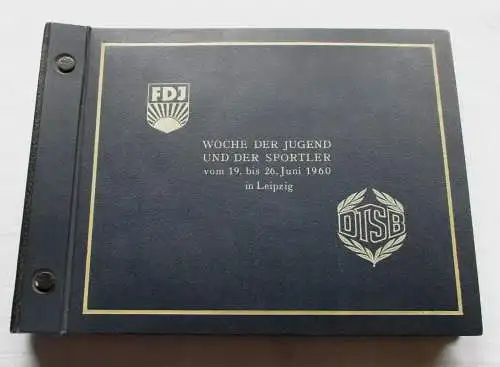 FDJ
WOCHE DER JUGEND
UND DER SPORTLER
vom 19. bis 26. Juni 1960
in Leipzig
DTSB